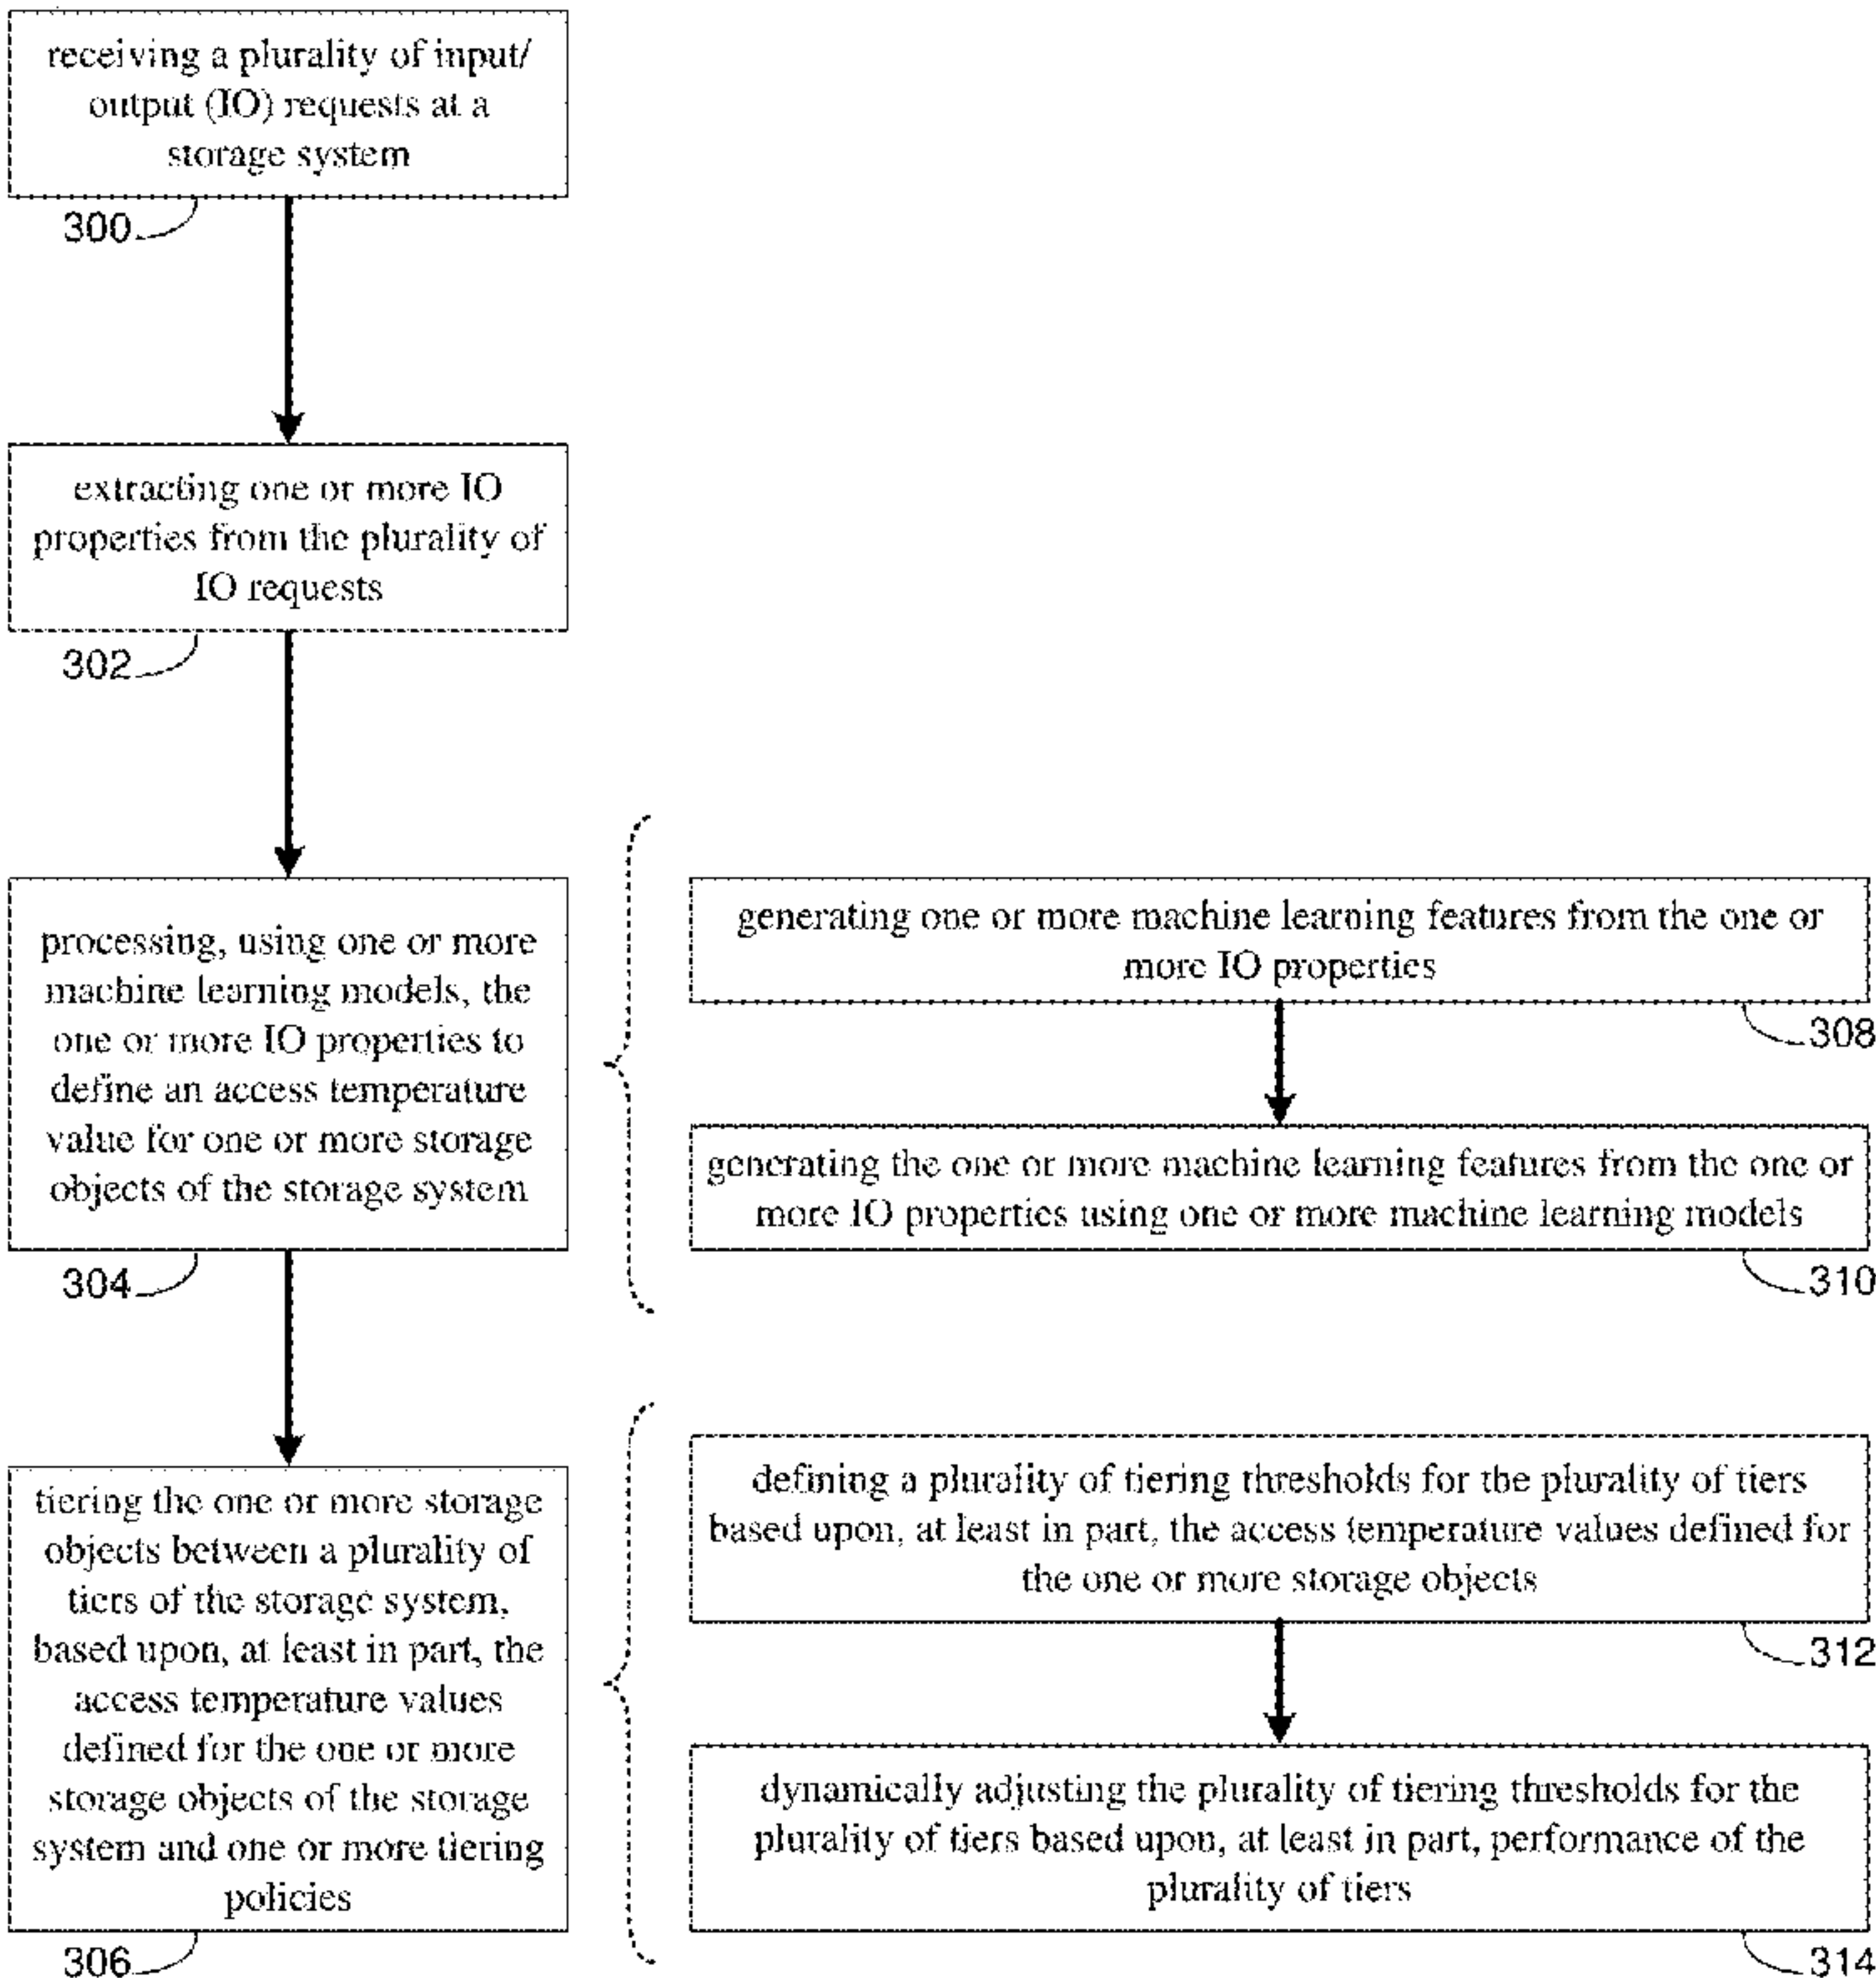 receiving a plurality of input/
output (IO) requests at a
storage system
300
extracting one or more IO
properties from the plurality of
IO requests
302
processing, using one or more
machine learning models, the
one or more IO properties to
define an access temperature
value for one or more storage
objects of the storage system
304
generating one or more machine learning features from the one or
more IO properties
308
generating the one or more machine learning features from the one or
more IO properties using one or more machine learning models
310
tiering the one or more storage
objects between a plurality of
tiers of the storage system,
based upon, at least in part, the
access temperature values
defined for the one or more
storage objects of the storage
system and one or more tiering
policies
306
defining a plurality of tiering thresholds for the plurality of tiers
based upon, at least in part, the access temperature values defined for
the one or more storage objects
312
dynamically adjusting the plurality of tiering thresholds for the
plurality of tiers based upon, at least in part, performance of the
plurality of tiers
314